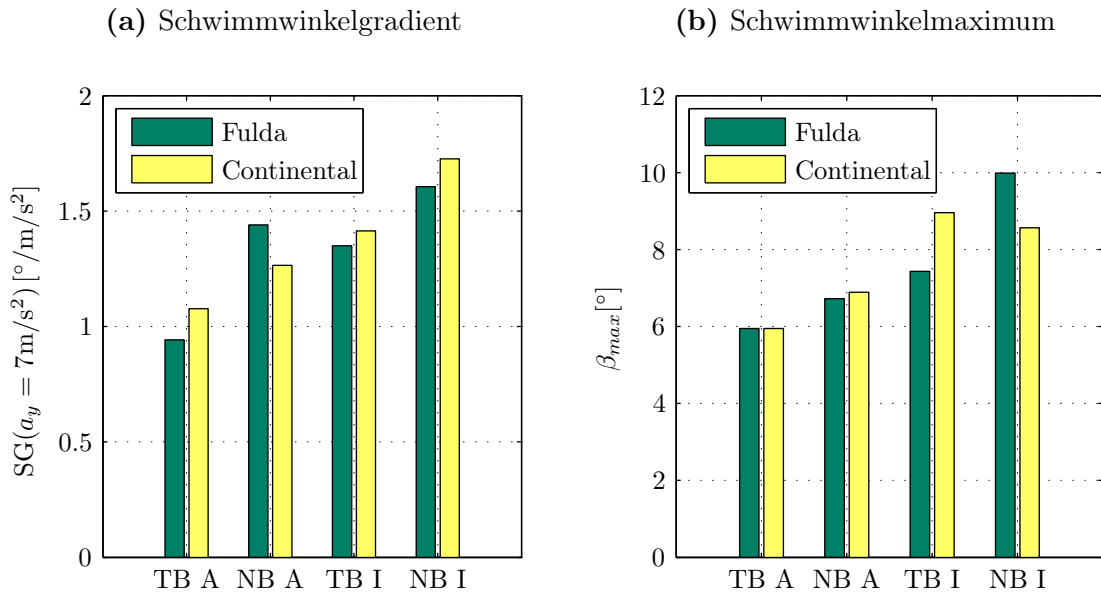 (a) Schwimmwinkelgradient
SG(a_y = 7m/s²) [°/m/s²]
2
1.5
1
0.5
0
Fulda
Continental
TB A NB A TB I NB I
(b) Schwimmwinkelmaximum
β_max[°]
12
10
8
6
4
2
0
Fulda
Continental
TB A NB A TB I NB I